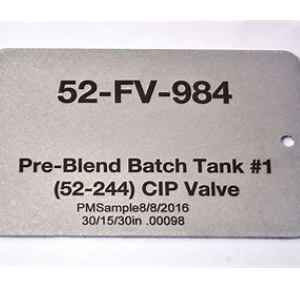 52-FV-984
Pre-Blend Batch Tank #1
(52-244) CIP Valve
PMSample8/8/2016
30/15/30in .00098